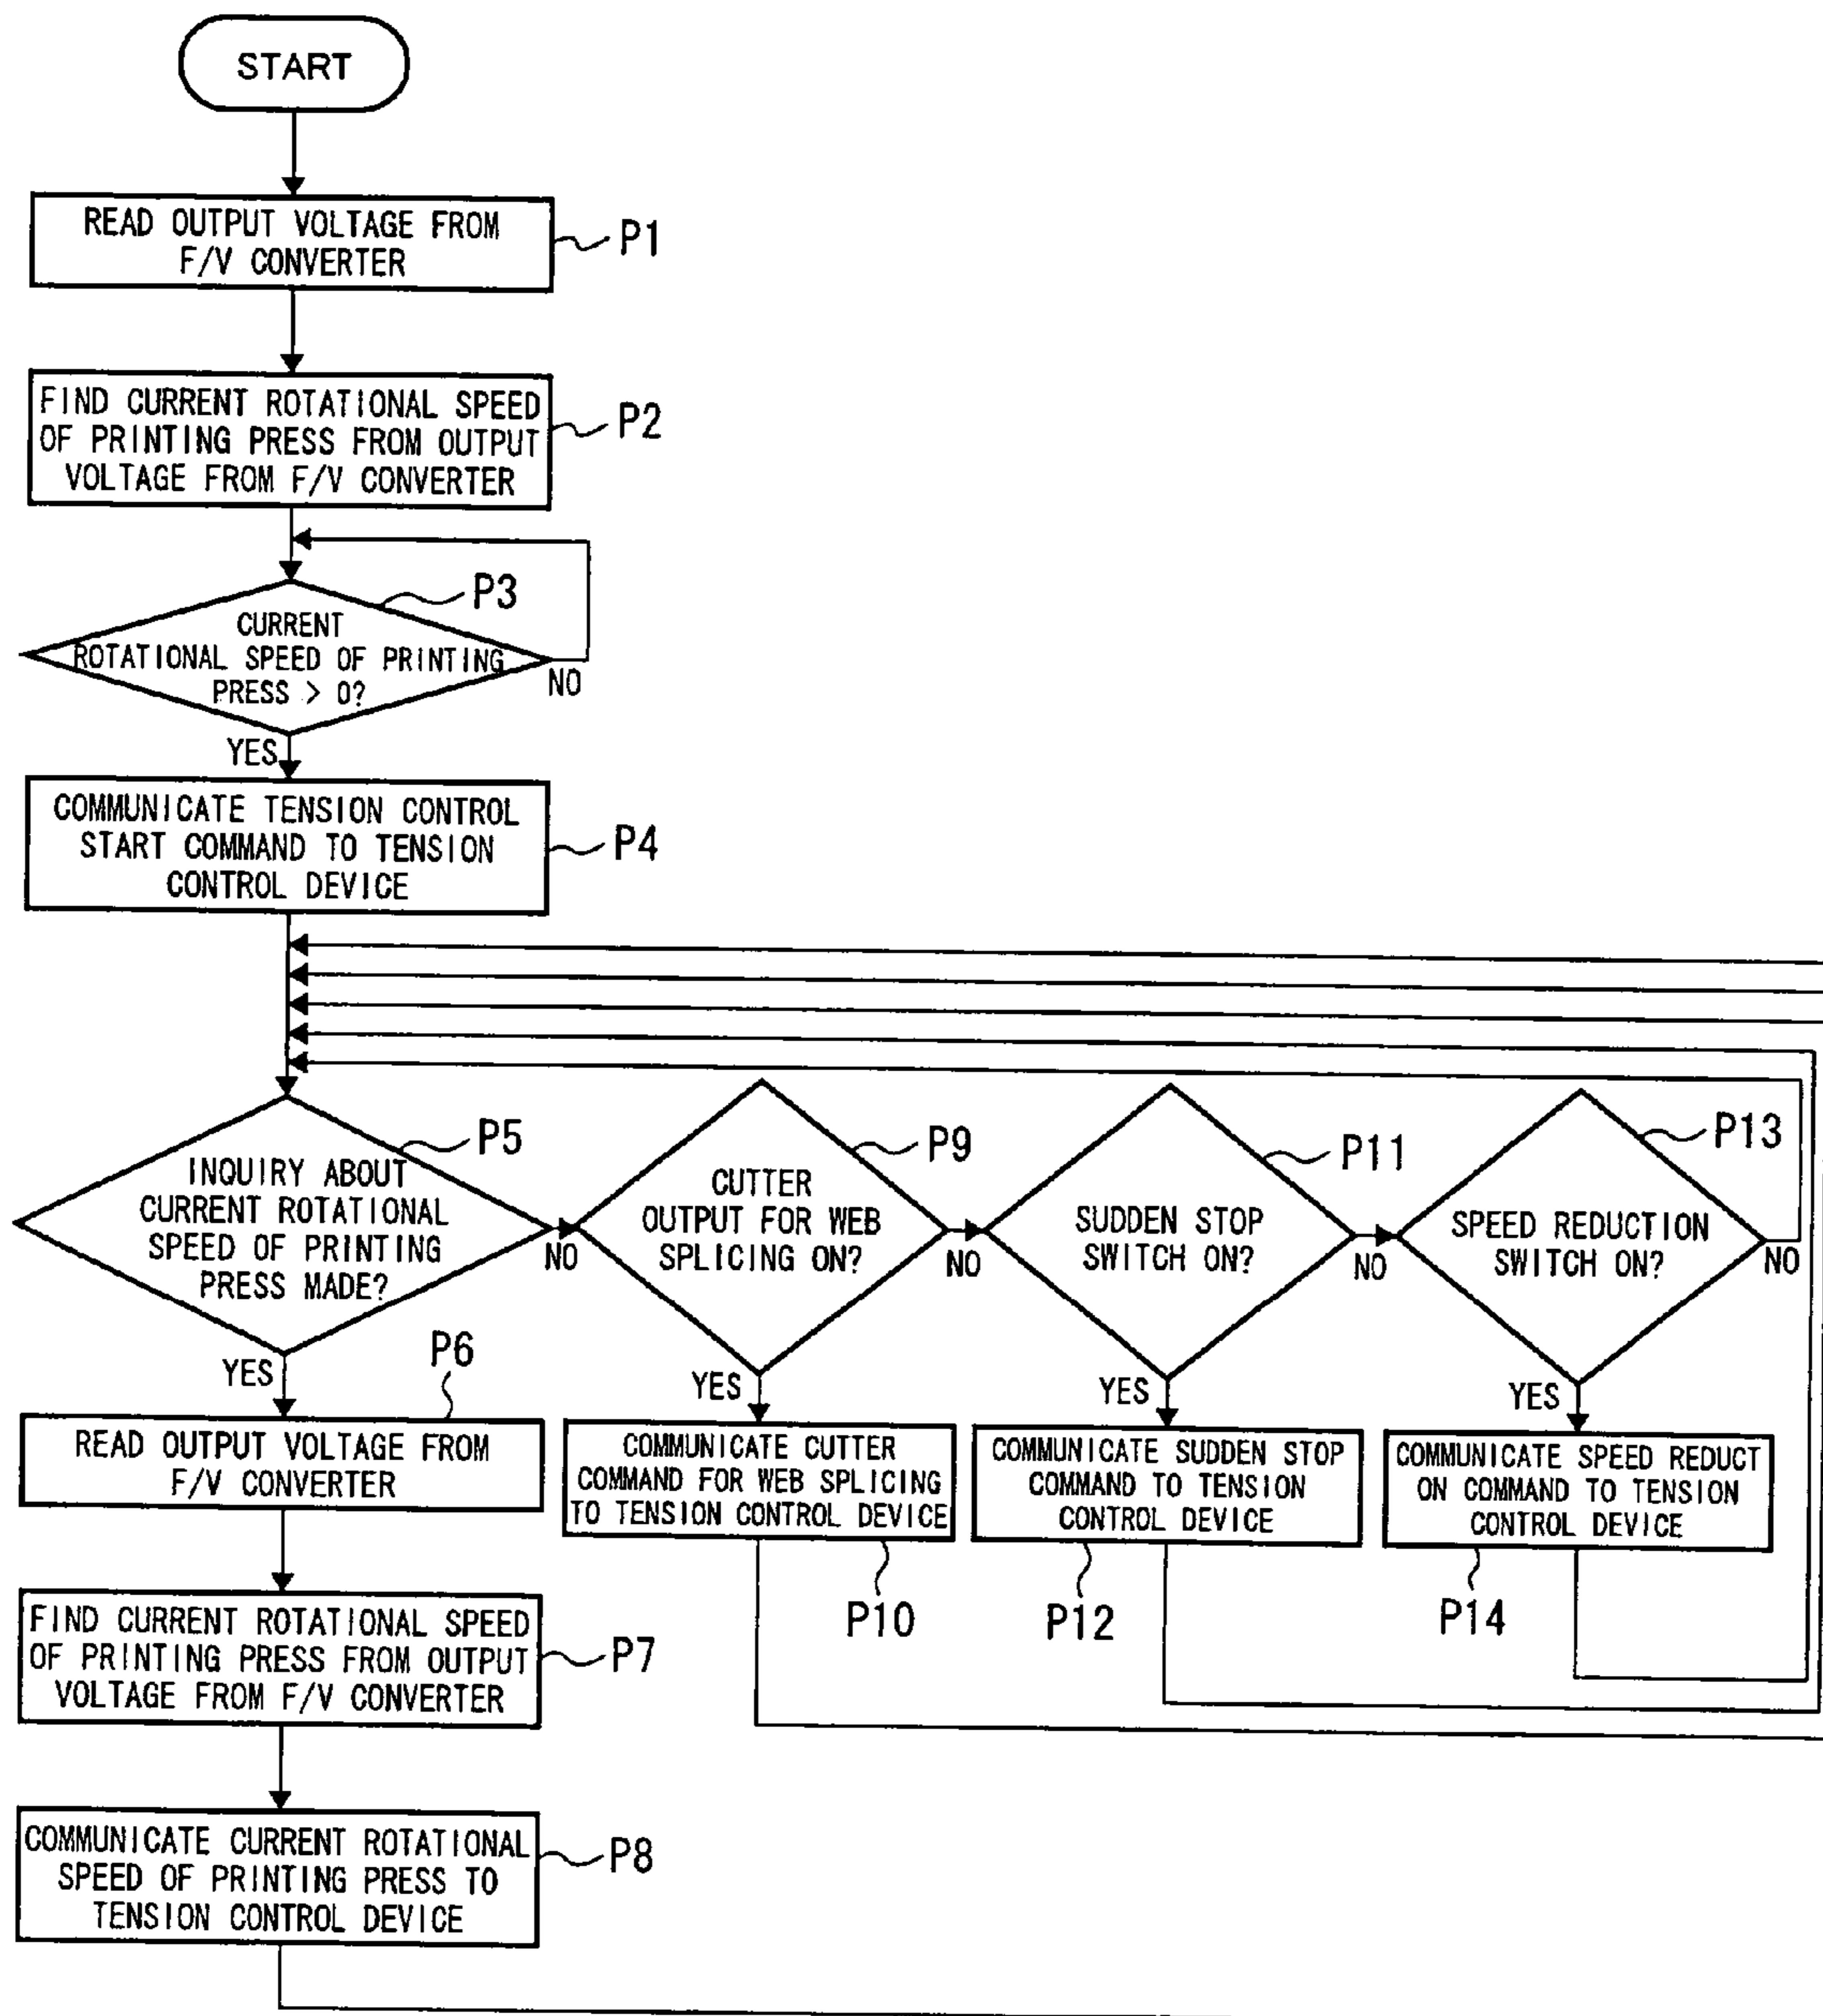 START
READ OUTPUT VOLTAGE FROM
F/V CONVERTER
P1
FIND CURRENT ROTATIONAL SPEED
OF PRINTING PRESS FROM OUTPUT
VOLTAGE FROM F/V CONVERTER
P2
P3
CURRENT
ROTATIONAL SPEED OF PRINTING
PRESS > 0?
NO
YES
COMMUNICATE TENSION CONTROL
START COMMAND TO TENSION
CONTROL DEVICE
P4
P5
INQUIRY ABOUT
CURRENT ROTATIONAL
SPEED OF PRINTING
PRESS MADE?
NO
YES
P9
CUTTER
OUTPUT FOR WEB
SPLICING ON?
NO
YES
P11
SUDDEN STOP
SWITCH ON?
NO
YES
P13
SPEED REDUCTION
SWITCH ON?
NO
YES
P6
READ OUTPUT VOLTAGE FROM
F/V CONVERTER
COMMUNICATE CUTTER
COMMAND FOR WEB SPLICING
TO TENSION CONTROL DEVICE
P10
COMMUNICATE SUDDEN STOP
COMMAND TO TENSION
CONTROL DEVICE
P12
COMMUNICATE SPEED REDUCT
ON COMMAND TO TENSION
CONTROL DEVICE
P14
FIND CURRENT ROTATIONAL SPEED
OF PRINTING PRESS FROM OUTPUT
VOLTAGE FROM F/V CONVERTER
P7
COMMUNICATE CURRENT ROTATIONAL
SPEED OF PRINTING PRESS TO
TENSION CONTROL DEVICE
P8